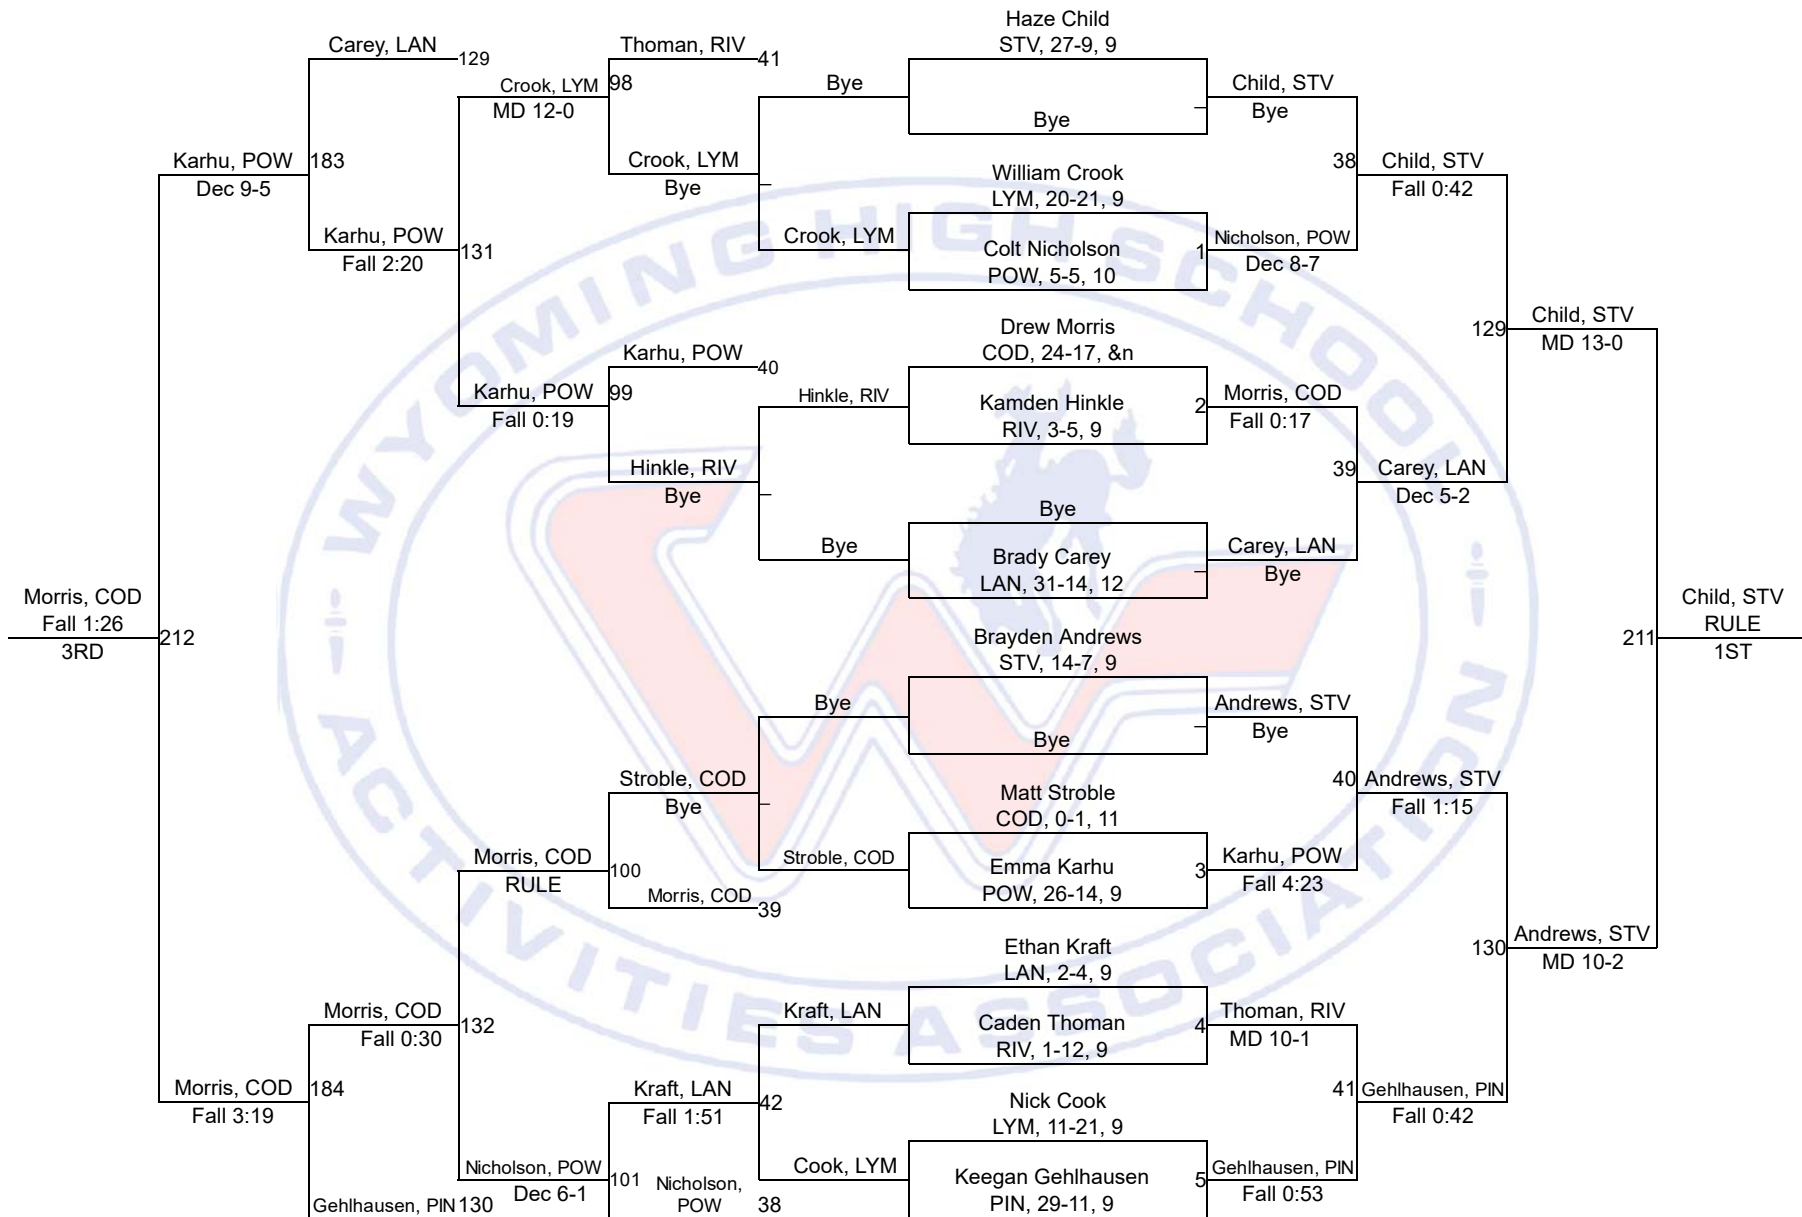 Haze Child
Carey, LAN
Thoman, RIV
STV, 27-9, 9
129
41
Crook, LYM
98
Bye
Child, STV
MD 12-0
Bye
Bye
Karhu, POW
183
Crook, LYM
38
Child, STV
Dec 9-5
Bye
William Crook
Fall 0:42
LYM, 20-21, 9
Karhu, POW
131
Crook, LYM
Colt Nicholson
1
Nicholson, POW
Fall 2:20
POW, 5-5, 10
Dec 8-7
Drew Morris
129
Child, STV
Karhu, POW
40
COD, 24-17, &n
MD 13-0
Karhu, POW
99
Hinkle, RIV
Kamden Hinkle
2
Morris, COD
Fall 0:19
RIV, 3-5, 9
Fall 0:17
Hinkle, RIV
39
Carey, LAN
Bye
Bye
Dec 5-2
Bye
Brady Carey
Carey, LAN
LAN, 31-14, 12
Bye
Morris, COD
Child, STV
Fall 1:26
212
Brayden Andrews
211
RULE
3RD
STV, 14-7, 9
1ST
Bye
Andrews, STV
Bye
Bye
Stroble, COD
Matt Stroble
40
Andrews, STV
Bye
COD, 0-1, 11
Fall 1:15
Morris, COD
100
Stroble, COD
Emma Karhu
3
Karhu, POW
RULE
POW, 26-14, 9
Fall 4:23
Morris, COD
39
Ethan Kraft
130
Andrews, STV
LAN, 2-4, 9
MD 10-2
Morris, COD
132
Kraft, LAN
Caden Thoman
4
Thoman, RIV
Fall 0:30
RIV, 1-12, 9
MD 10-1
Morris, COD
184
Kraft, LAN
42
Nick Cook
41
Gehlhausen, PIN
Fall 3:19
Fall 1:51
LYM, 11-21, 9
Fall 0:42
Nicholson, POW
101
Cook, LYM
Keegan Gehlhausen
5
Gehlhausen, PIN
Dec 6-1
Nicholson,
POW
38
PIN, 29-11, 9
Fall 0:53
Gehlhausen, PIN
130
WYOMING HIGH SCHOOL
ACTIVITIES ASSOCIATION